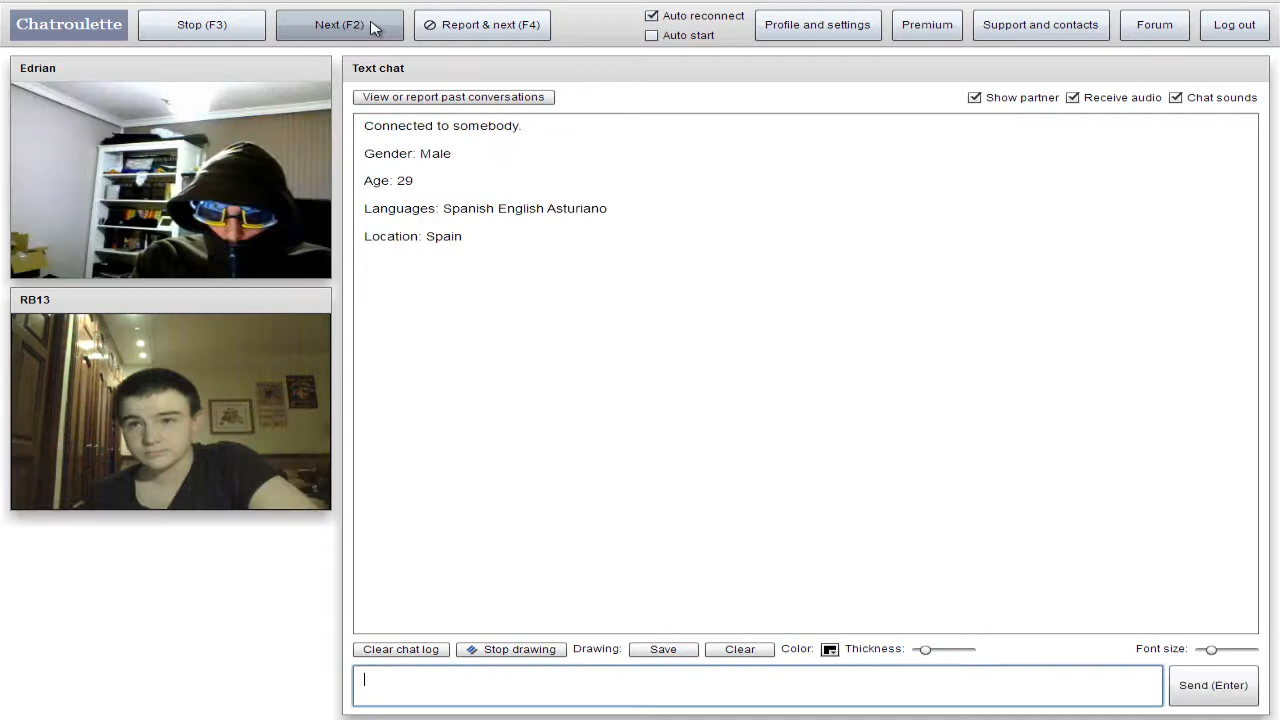 Chatroulette
Stop (F3)
Next (F2)
Report & next (F4)
Auto reconnect
Auto start
Profile and settings
Premium
Support and contacts
Forum
Log out
Edrian
RB13
Text chat
View or report past conversations
Show partner
Receive audio
Chat sounds
Connected to somebody.
Gender: Male
Age: 29
Languages: Spanish English Asturiano
Location: Spain
Clear chat log
Stop drawing
Drawing:
Save
Clear
Color:
Thickness:
Font size:
Send (Enter)